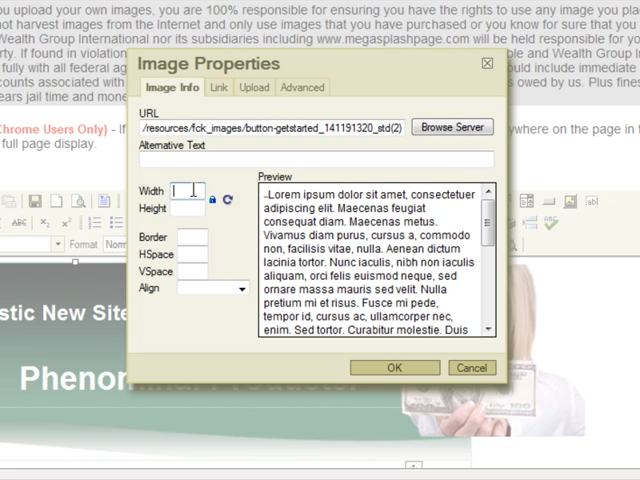 u upload your own images, you are 100% responsible for ensuring you have the rights to use any image you pla
not harvest images from the Internet and only use images that you have purchased or you know for sure that you
Wealth Group International nor its subsidiaries including www.megasplashpage.com will be held responsible for yo
rty. If found in violation
ble and Wealth Group In
fully with all federal age
ould include immediate
counts associated with
s owed by us. Plus fines
ears jail time and mone
Chrome Users Only) - If
ywhere on the page in t
full page display.
Image Properties
Image Info
Link
Upload
Advanced
URL
/resources/fck_images/button-getstarted_141191320_std(2)
Browse Server
Alternative Text
Width
Height
Border
HSpace
VSpace
Align
Preview
Lorem ipsum dolor sit amet, consectetuer
adipiscing elit. Maecenas feugiat
consequat diam. Maecenas metus.
Vivamus diam purus, cursus a, commodo
non, facilisis vitae, nulla. Aenean dictum
lacinia tortor. Nunc iaculis, nibh non iaculis
aliquam, orci felis euismod neque, sed
ornare massa mauris sed velit. Nulla
pretium mi et risus. Fusce mi pede,
tempor id, cursus ac, ullamcorper nec,
enim. Sed tortor. Curabitur molestie. Duis
OK
Cancel
ABC
Form
Norm
abl
stic New Site
Phenom